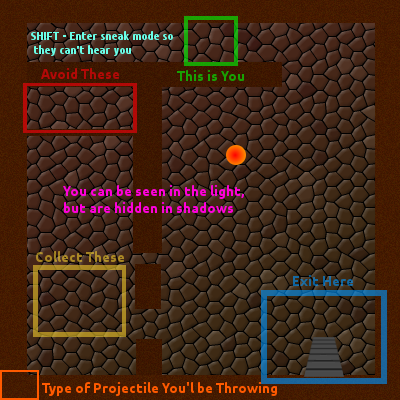 SHIFT - Enter sneak mode so
they can't hear you
This is You
Avoid These
You can be seen in the light,
but are hidden in shadows
Collect These
Exit Here
Type of Projectile You'll be Throwing